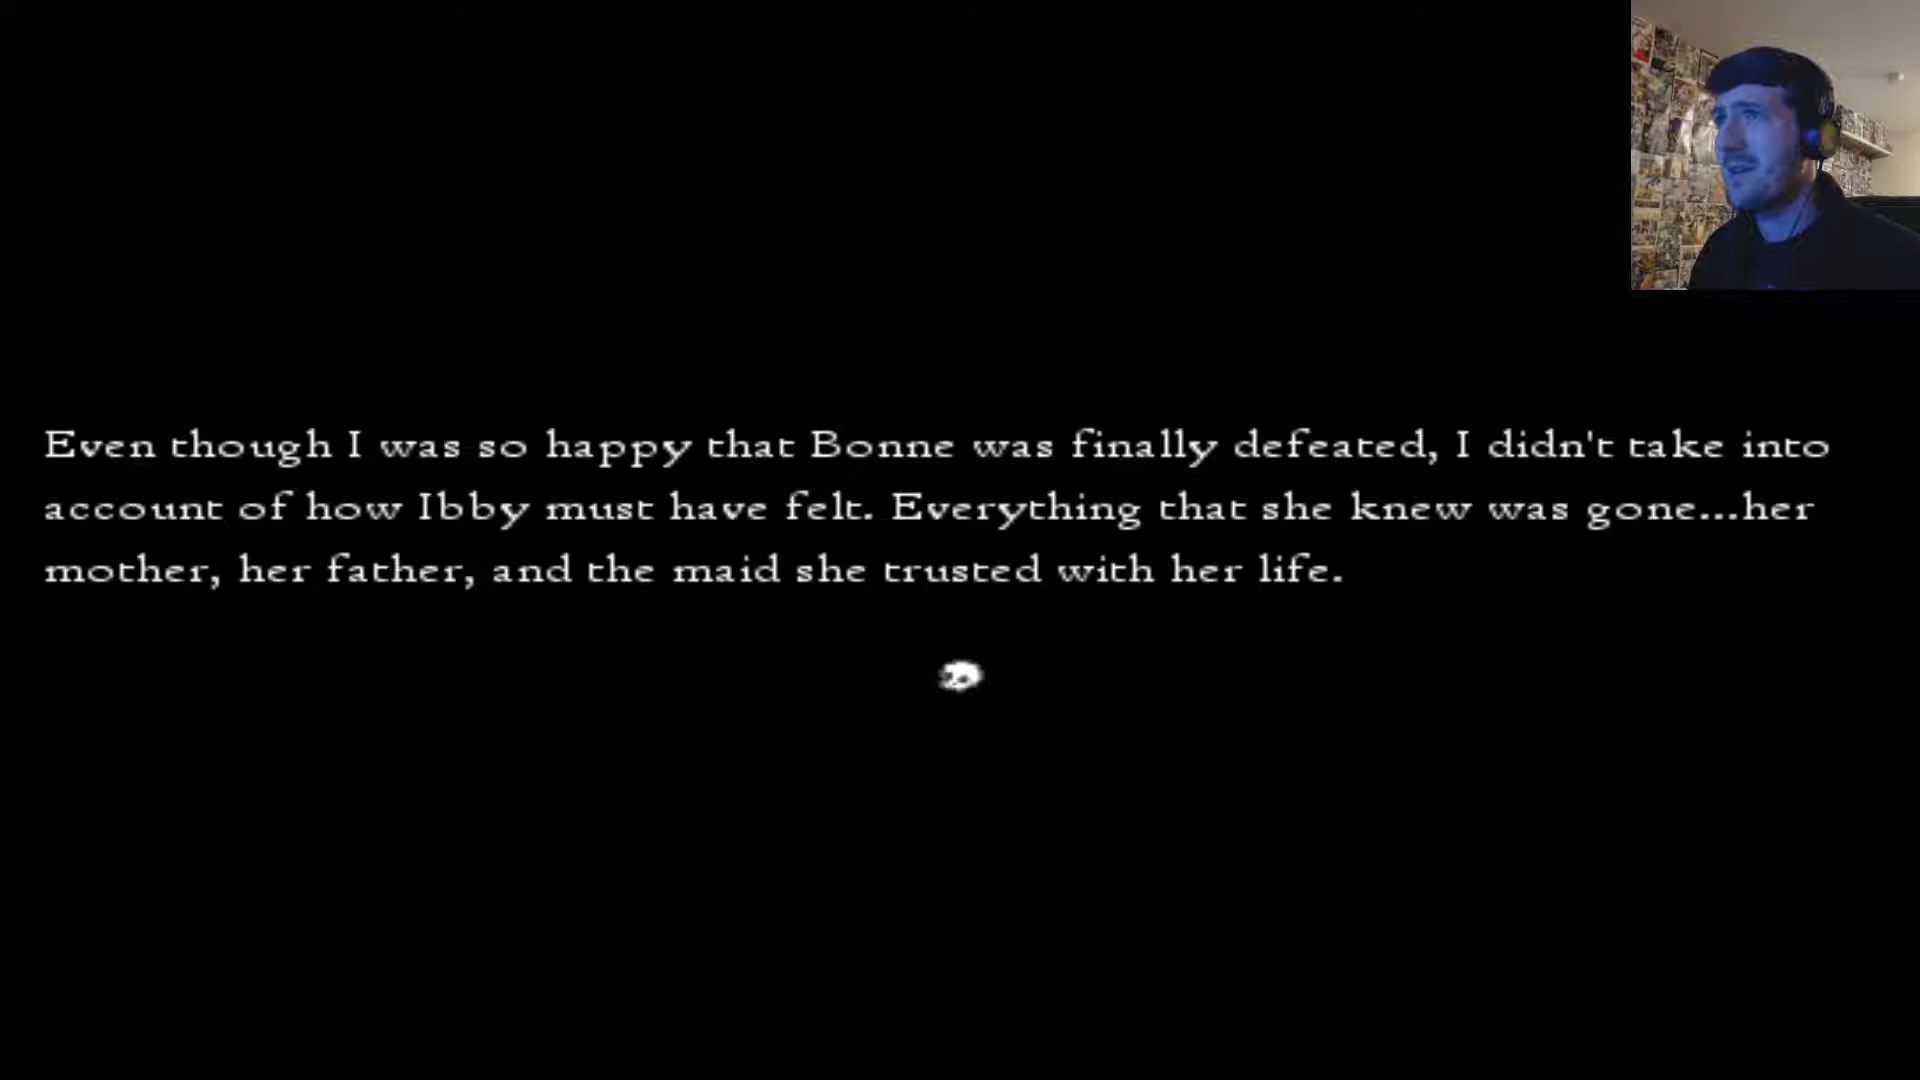 Even though I was so happy that Bonne was finally defeated, I didn't take into
account of how Ibby must have felt. Everything that she knew was gone...her
mother, her father, and the maid she trusted with her life.